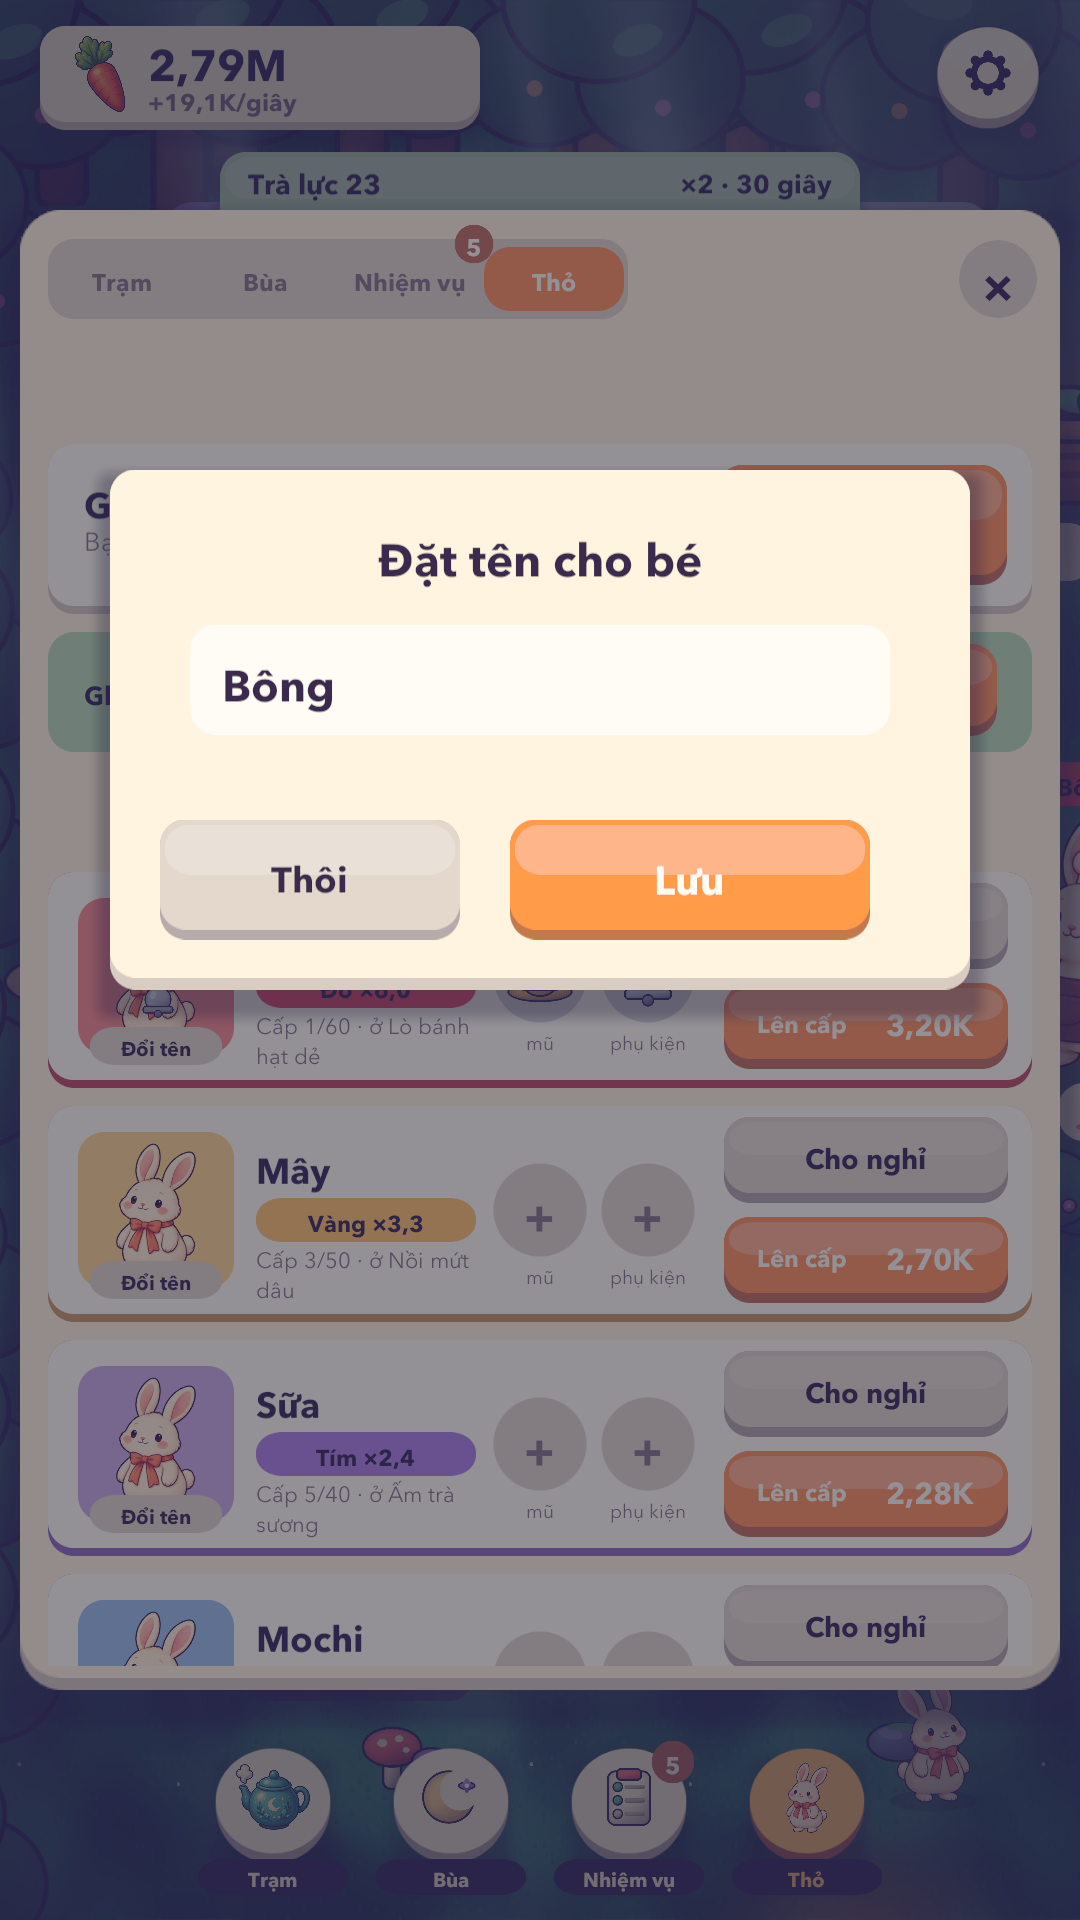 2,79M
+19,1K/giây
Trà lực 23
×2 · 30 giây
Trạm
Bùa
Nhiệm vụ
5
Thỏ
Đặt tên cho bé
Bông
Thôi
Lưu
Đổi tên
Cấp 1/60 · ở Lò bánh
hạt dẻ
mũ
phụ kiện
Lên cấp
3,20K
Mây
Vàng ×3,3
Cấp 3/50 · ở Nồi mứt
dâu
Đổi tên
mũ
phụ kiện
Cho nghỉ
Lên cấp
2,70K
Sữa
Tím ×2,4
Cấp 5/40 · ở Ấm trà
sương
Đổi tên
mũ
phụ kiện
Cho nghỉ
Lên cấp
2,28K
Mochi
Cho nghỉ
5
Trạm
Bùa
Nhiệm vụ
Thỏ